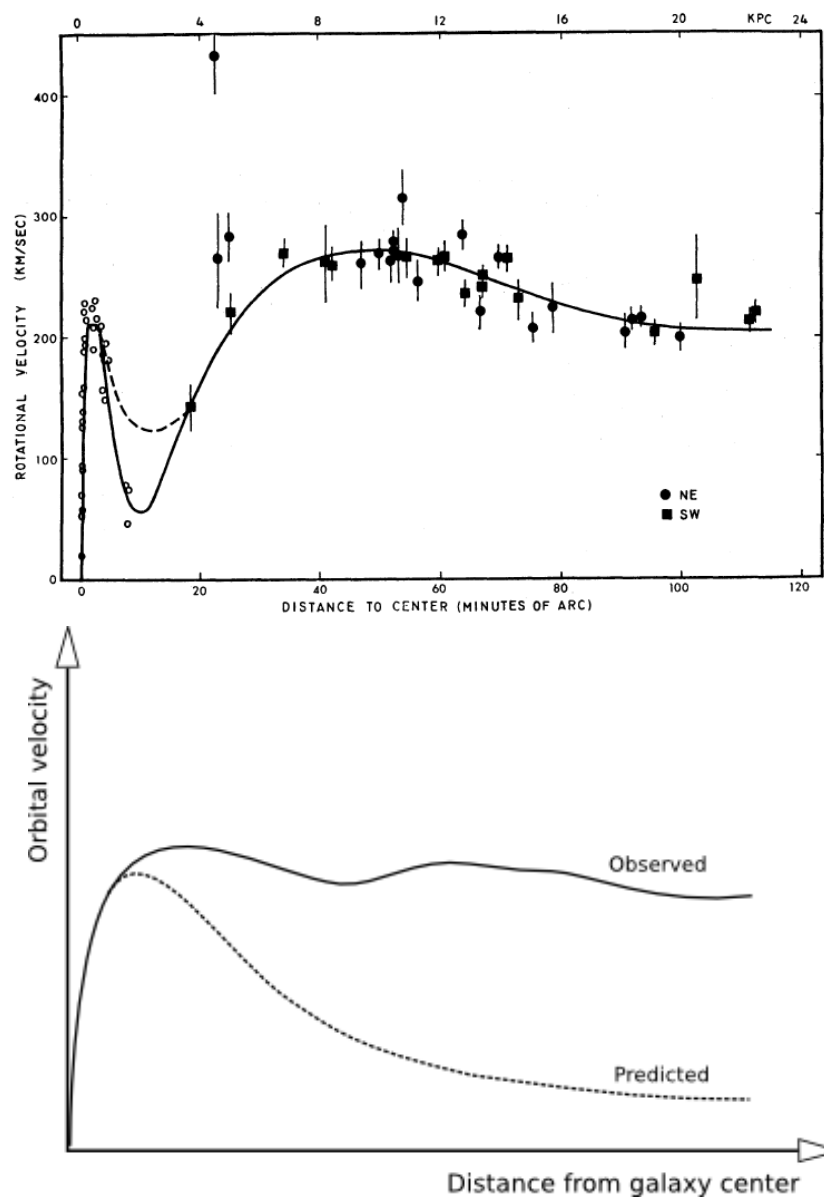 0 4 8 12 16 20 KPC 24
400
300
200
100
0
ROTATIONAL VELOCITY (KM/SEC)
NE
SW
0 20 40 60 80 100 120
DISTANCE TO CENTER (MINUTES OF ARC)
Orbital velocity
Observed
Predicted
Distance from galaxy center